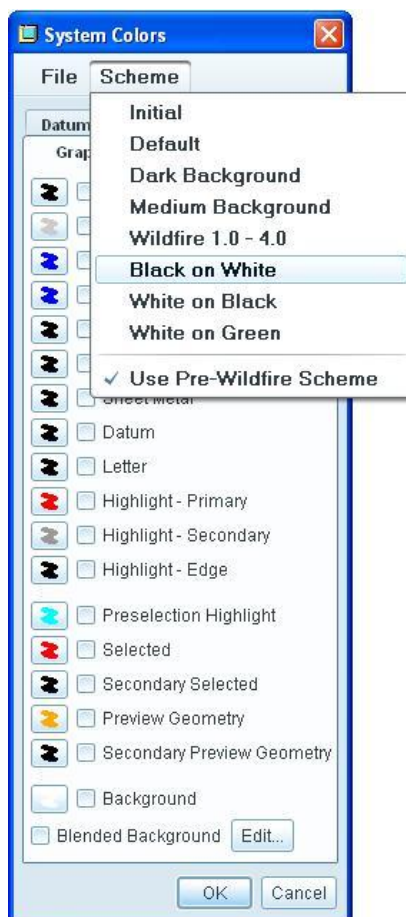 System Colors
File Scheme
Initial
Datum
Default
Grap
Dark Background
Medium Background
Wildfire 1.0 - 4.0
Black on White
White on Black
White on Green
Use Pre-Wildfire Scheme
Sheet Metal
Datum
Letter
Highlight - Primary
Highlight - Secondary
Highlight - Edge
Preselection Highlight
Selected
Secondary Selected
Preview Geometry
Secondary Preview Geometry
Background
Blended Background Edit...
OK Cancel